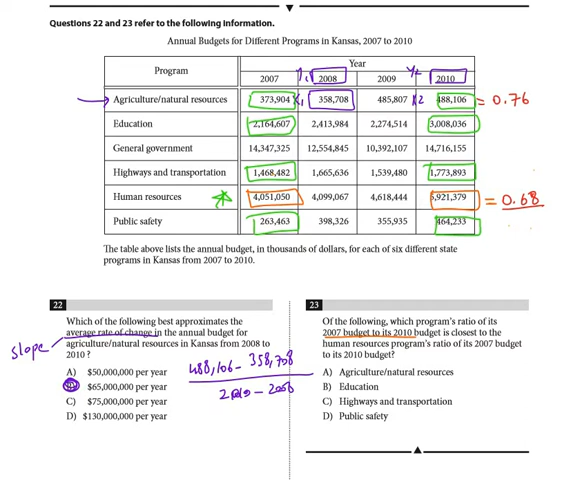 Questions 22 and 23 refer to the following information.
Annual Budgets for Different Programs in Kansas, 2007 to 2010
Program Year
y1 y2
2007 2008 2009 2010
Agriculture/natural resources 373,904 x1 358,708 485,807 x2 488,106 = 0.76
Education 2,164,607 2,413,984 2,274,514 3,008,036
General government 14,347,325 12,554,845 10,392,107 14,716,155
Highways and transportation 1,468,482 1,665,636 1,539,480 1,773,893
Human resources 4,051,050 4,099,067 4,618,444 5,921,379 = 0.68
Public safety 263,463 398,326 355,935 464,233
The table above lists the annual budget, in thousands of dollars, for each of six different state
programs in Kansas from 2007 to 2010.
22
Which of the following best approximates the
average rate of change in the annual budget for
agriculture/natural resources in Kansas from 2008 to
2010 ?
slope
A) $50,000,000 per year
B) $65,000,000 per year
C) $75,000,000 per year
D) $130,000,000 per year
488,106 - 358,708
2010 - 2008
23
Of the following, which program's ratio of its
2007 budget to its 2010 budget is closest to the
human resources program's ratio of its 2007 budget
to its 2010 budget?
A) Agriculture/natural resources
B) Education
C) Highways and transportation
D) Public safety